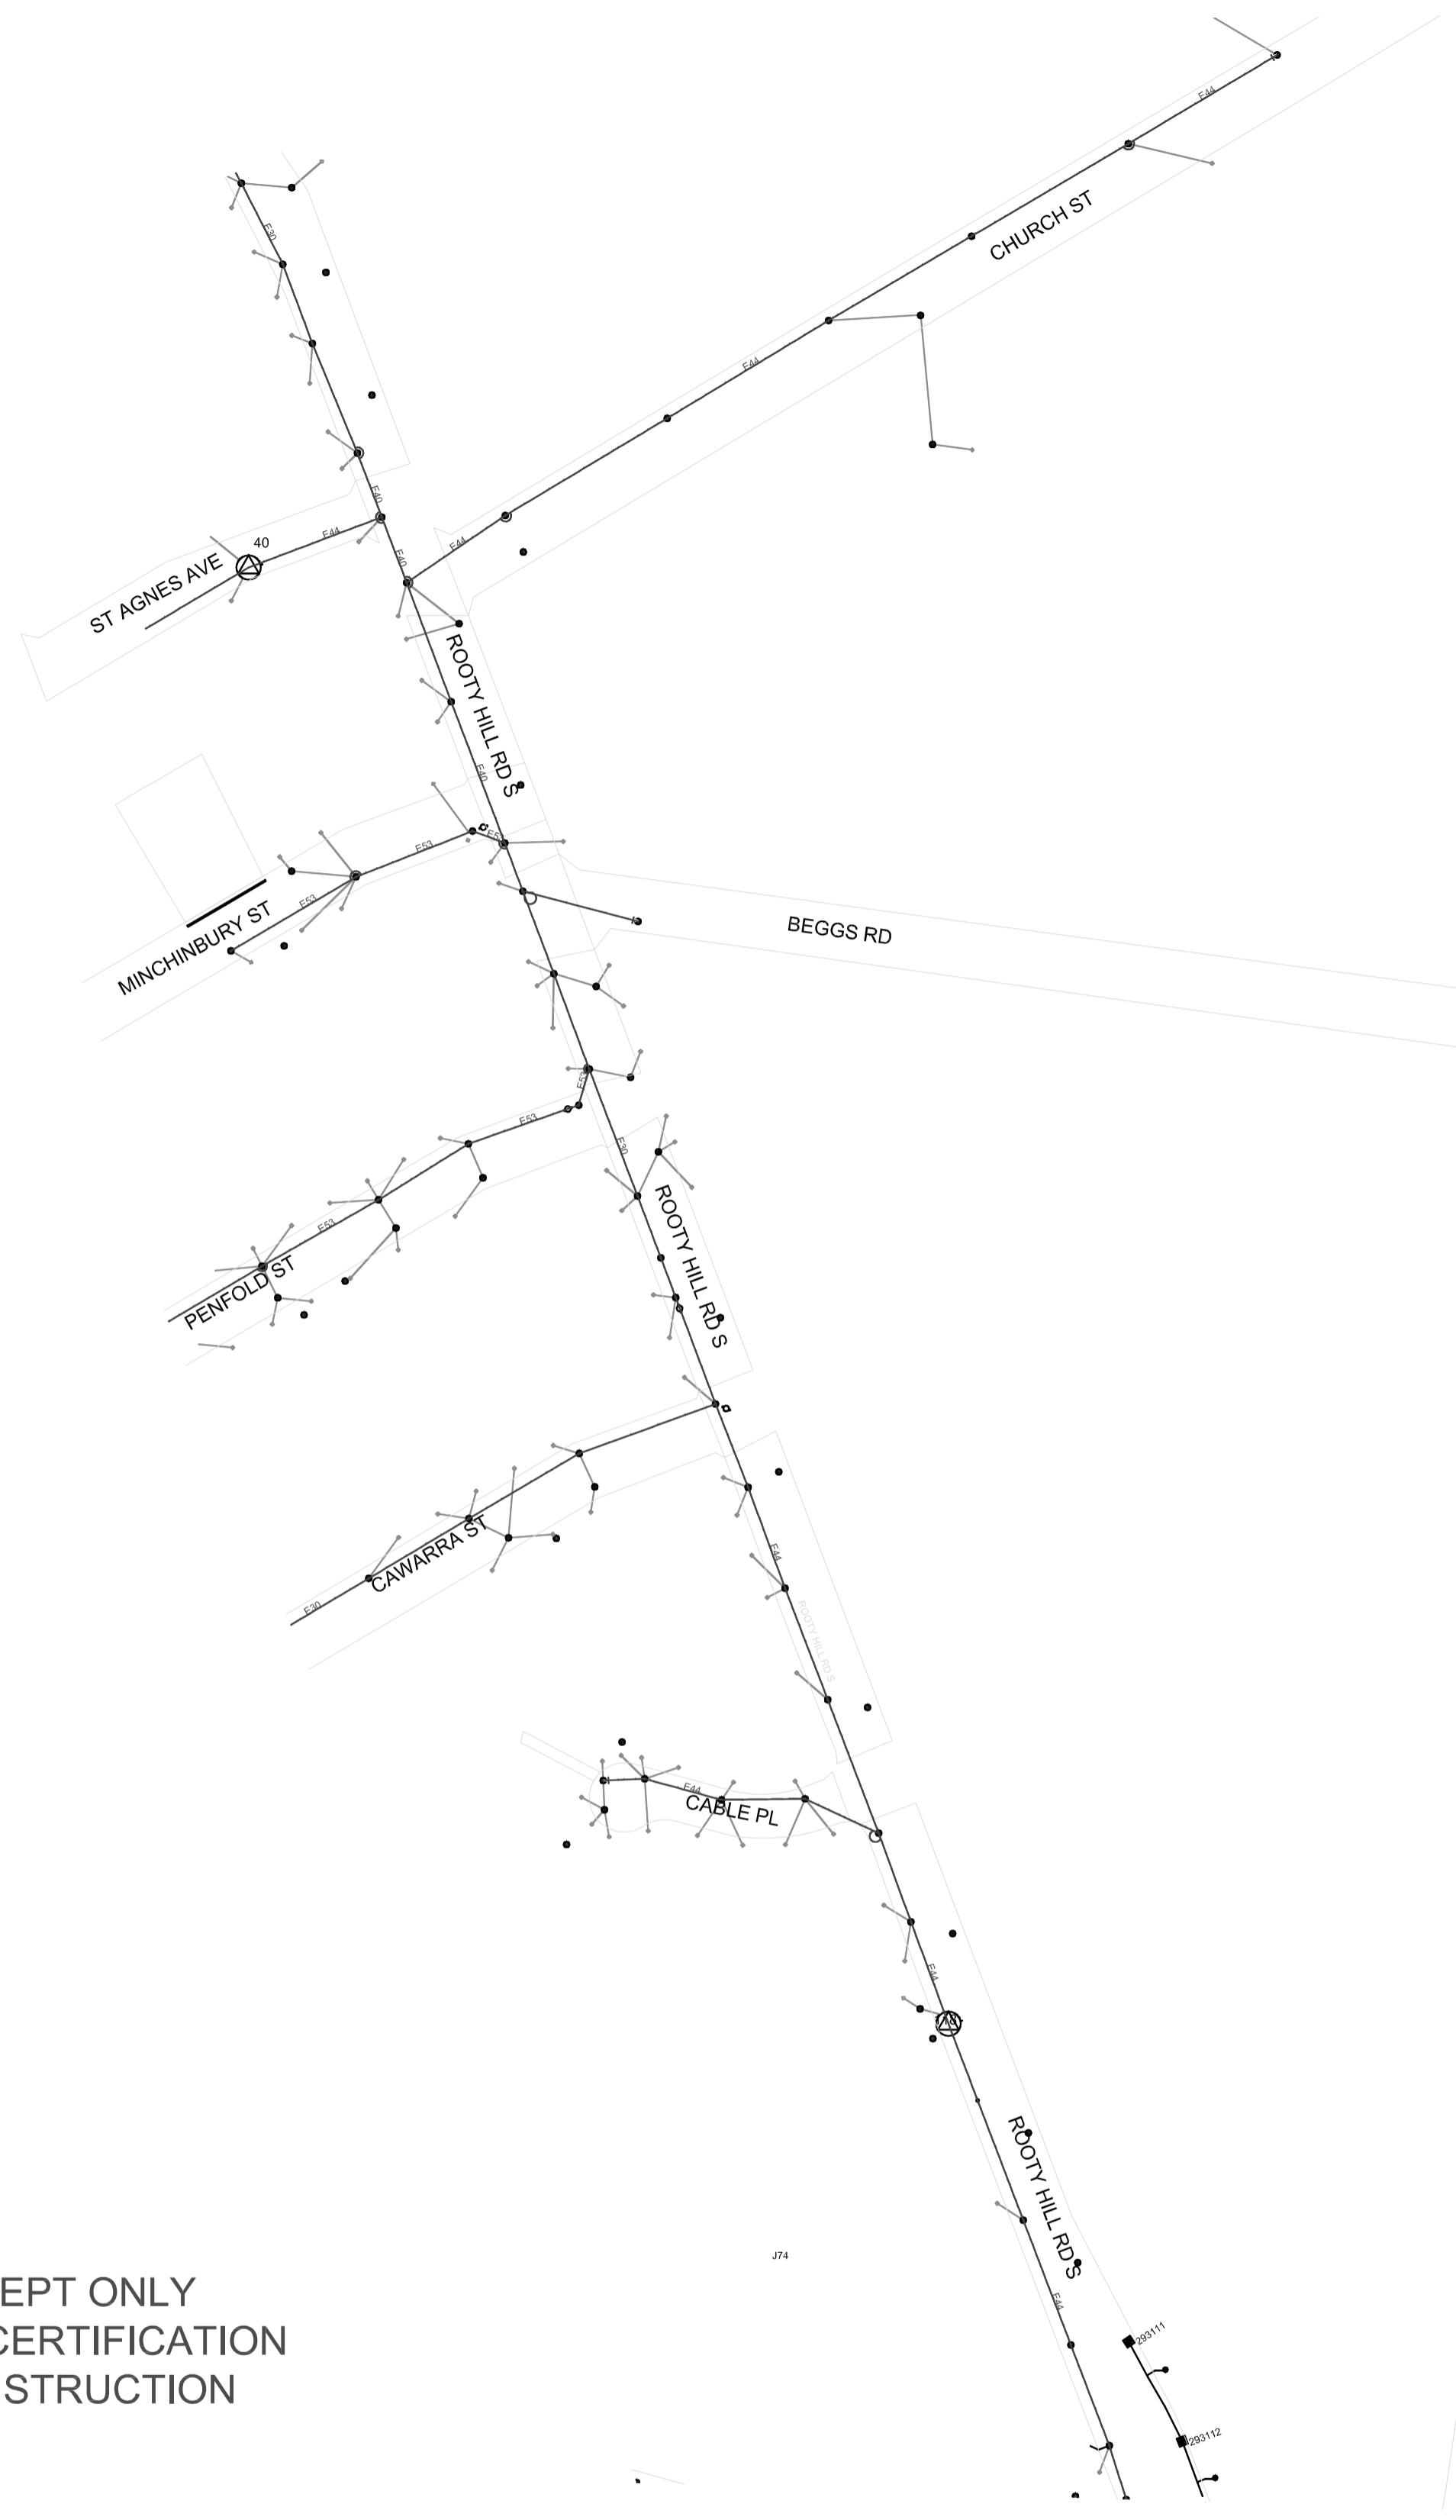 E44
CHURCH ST
E30
E44
E40
E44
E40
E44
40
ST AGNES AVE
ROOTY HILL RD S
E40
E53
E53
E53
MINCHINBURY ST
BEGGS RD
E53
E53
E30
E53
PENFOLD ST
ROOTY HILL RD S
CAWARRA ST
E44
E30
ROOTY HILL RD S
E44
CABLE PL
E44
ROOTY HILL RD S
J74
E44
EPT ONLY
CERTIFICATION
STRUCTION
293111
293112